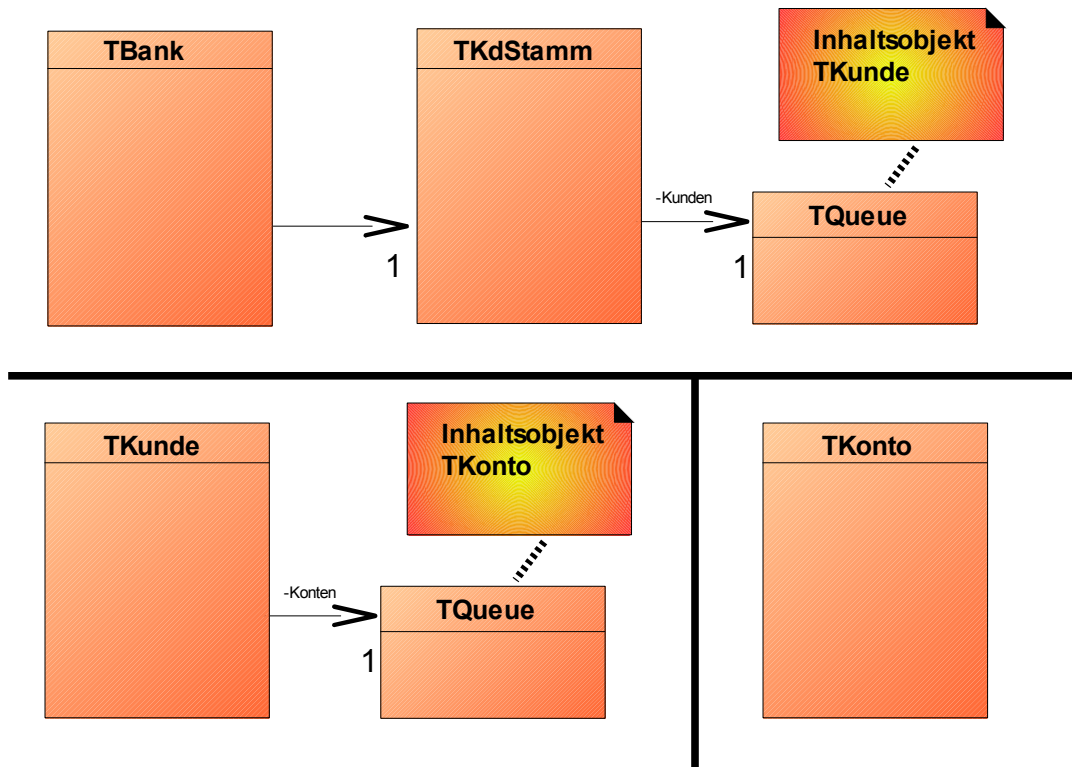 TBank
TKdStamm
Inhaltsobjekt
TKunde
-Kunden
TQueue
1
1
TKunde
Inhaltsobjekt
TKonto
TKonto
-Konten
TQueue
1